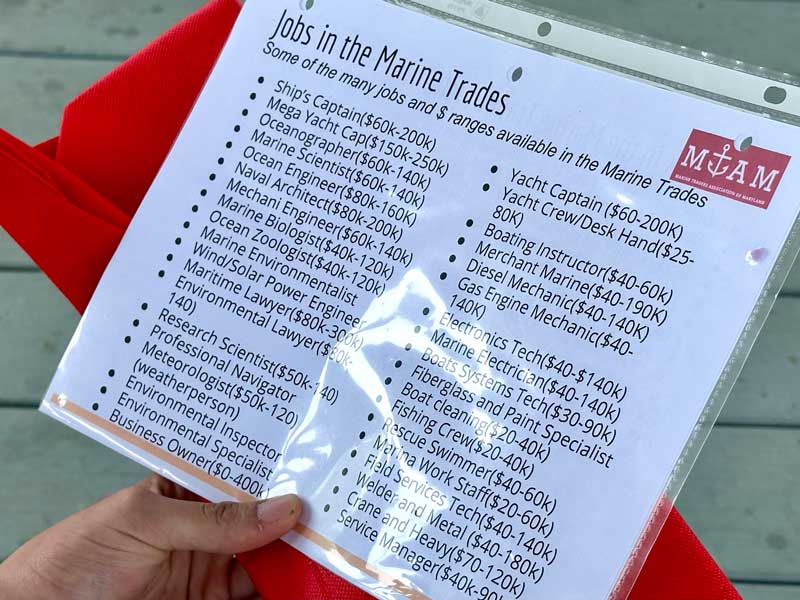 Jobs in the Marine Trades
Some of the many jobs and $ ranges available in the Marine Trades
MTAM
MARINE TRADES ASSOCIATION OF MARYLAND
• Ship's Captain($60k-200k)
• Mega Yacht Cap($150k-250k)
• Oceanographer($60k-140k)
• Marine Scientist($60k-140k)
• Ocean Engineer($80k-160k)
• Naval Architect($80k-200k)
• Mechani Engineer($60k-140k)
• Marine Biologist($40k-120k)
• Ocean Zoologist($40k-120k)
• Marine Environmentalist
• Wind/Solar Power Engineer
• Maritime Lawyer($80k-300k)
• Environmental Lawyer($80k-
140)
• Research Scientist($50k-140)
• Professional Navigator
• Meteorologist($50k-120)
(weatherperson)
• Environmental Inspector
• Environmental Specialist
• Business Owner($0-400k)
• Yacht Captain ($60-200K)
• Yacht Crew/Desk Hand($25-
80K)
• Boating Instructor($40-60k)
• Merchant Marine($40-190k)
• Diesel Mechanic($40-140K)
• Gas Engine Mechanic($40-
140K)
• Electronics Tech($40-$140k)
• Marine Electrician($40-140k)
• Boats Systems Tech($30-90k)
• Fiberglass and Paint Specialist
• Boat Cleaning($20-40k)
• Fishing Crew($20-40k)
• Rescue Swimmer($40-60k)
• Marina Work Staff($20-60k)
• Field Services Tech($40-140k)
• Welder and Metal ($40-180k)
• Crane and Heavy($70-120k)
• Service Manager($40k-90k)